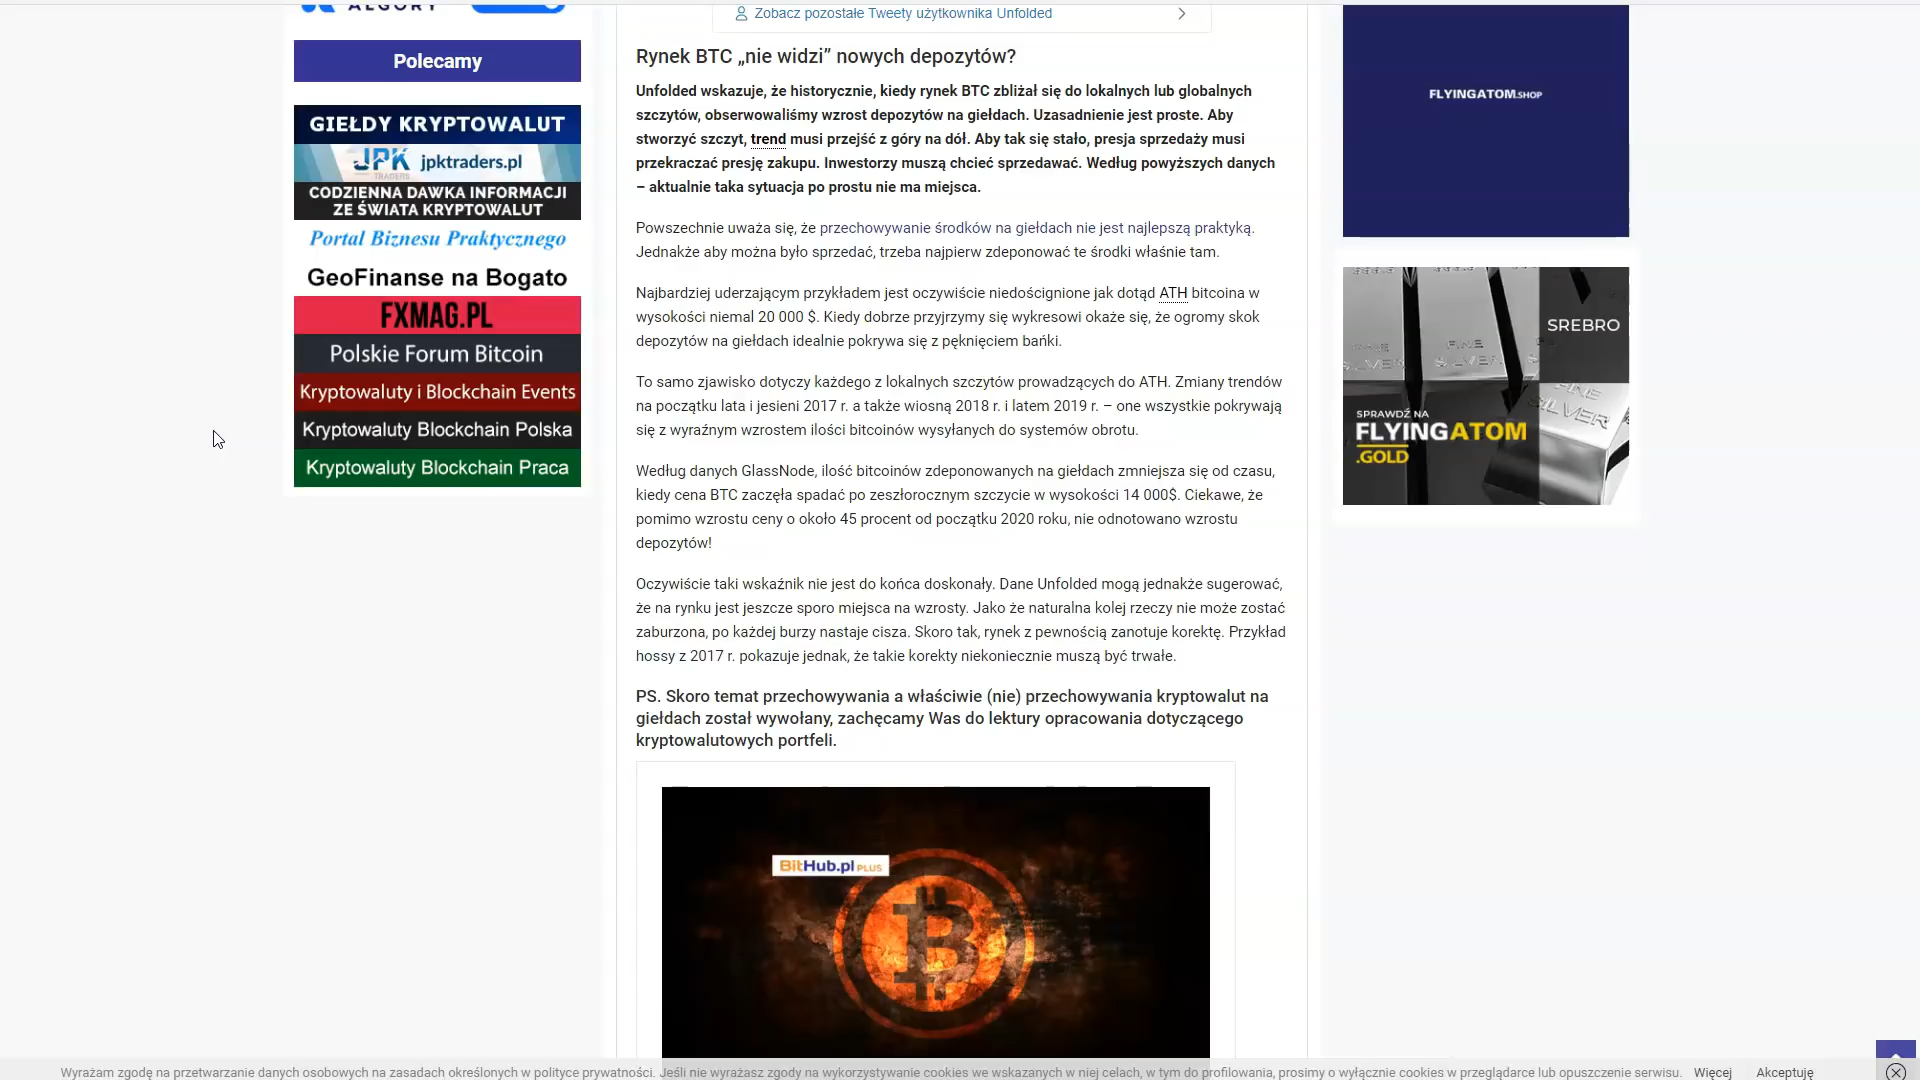 ALGORY
Polecamy
GIEŁDY KRYPTOWALUT
JPK jpktraders.pl
TRADERS
CODZIENNA DAWKA INFORMACJI
ZE ŚWIATA KRYPTOWALUT
Portal Biznesu Praktycznego
GeoFinanse na Bogato
FXMAG.PL
Polskie Forum Bitcoin
Kryptowaluty i Blockchain Events
Kryptowaluty Blockchain Polska
Kryptowaluty Blockchain Praca
Zobacz pozostałe Tweety użytkownika Unfolded
Rynek BTC „nie widzi” nowych depozytów?
Unfolded wskazuje, że historycznie, kiedy rynek BTC zbliżał się do lokalnych lub globalnych
szczytów, obserwowaliśmy wzrost depozytów na giełdach. Uzasadnienie jest proste. Aby
stworzyć szczyt, trend musi przejść z góry na dół. Aby tak się stało, presja sprzedaży musi
przekraczać presję zakupu. Inwestorzy muszą chcieć sprzedawać. Według powyższych danych
– aktualnie taka sytuacja po prostu nie ma miejsca.
Powszechnie uważa się, że przechowywanie środków na giełdach nie jest najlepszą praktyką.
Jednakże aby można było sprzedać, trzeba najpierw zdeponować te środki właśnie tam.
Najbardziej uderzającym przykładem jest oczywiście niedoścignione jak dotąd ATH bitcoina w
wysokości niemal 20 000 $. Kiedy dobrze przyjrzymy się wykresowi okaże się, że ogromy skok
depozytów na giełdach idealnie pokrywa się z pęknięciem bańki.
To samo zjawisko dotyczy każdego z lokalnych szczytów prowadzących do ATH. Zmiany trendów
na początku lata i jesieni 2017 r. a także wiosną 2018 r. i latem 2019 r. – one wszystkie pokrywają
się z wyraźnym wzrostem ilości bitcoinów wysyłanych do systemów obrotu.
Według danych GlassNode, ilość bitcoinów zdeponowanych na giełdach zmniejsza się od czasu,
kiedy cena BTC zaczęła spadać po zeszłorocznym szczycie w wysokości 14 000$. Ciekawe, że
pomimo wzrostu ceny o około 45 procent od początku 2020 roku, nie odnotowano wzrostu
depozytów!
Oczywiście taki wskaźnik nie jest do końca doskonały. Dane Unfolded mogą jednakże sugerować,
że na rynku jest jeszcze sporo miejsca na wzrosty. Jako że naturalna kolej rzeczy nie może zostać
zaburzona, po każdej burzy nastaje cisza. Skoro tak, rynek z pewnością zanotuje korektę. Przykład
hossy z 2017 r. pokazuje jednak, że takie korekty niekoniecznie muszą być trwałe.
PS. Skoro temat przechowywania a właściwie (nie) przechowywania kryptowalut na
giełdach został wywołany, zachęcamy Was do lektury opracowania dotyczącego
kryptowalutowych portfeli.
BitHub.pl PLUS
FLYINGATOM.SHOP
SREBRO
FINE
SILVER
SPRAWDŹ NA
FLYINGATOM
.GOLD
FINE
SILVER
Wyrażam zgodę na przetwarzanie danych osobowych na zasadach określonych w polityce prywatności. Jeśli nie wyrażasz zgody na wykorzystywanie cookies we wskazanych w niej celach, w tym do profilowania, prosimy o wyłącznie cookies w przeglądarce lub opuszczenie serwisu. Więcej Akceptuję